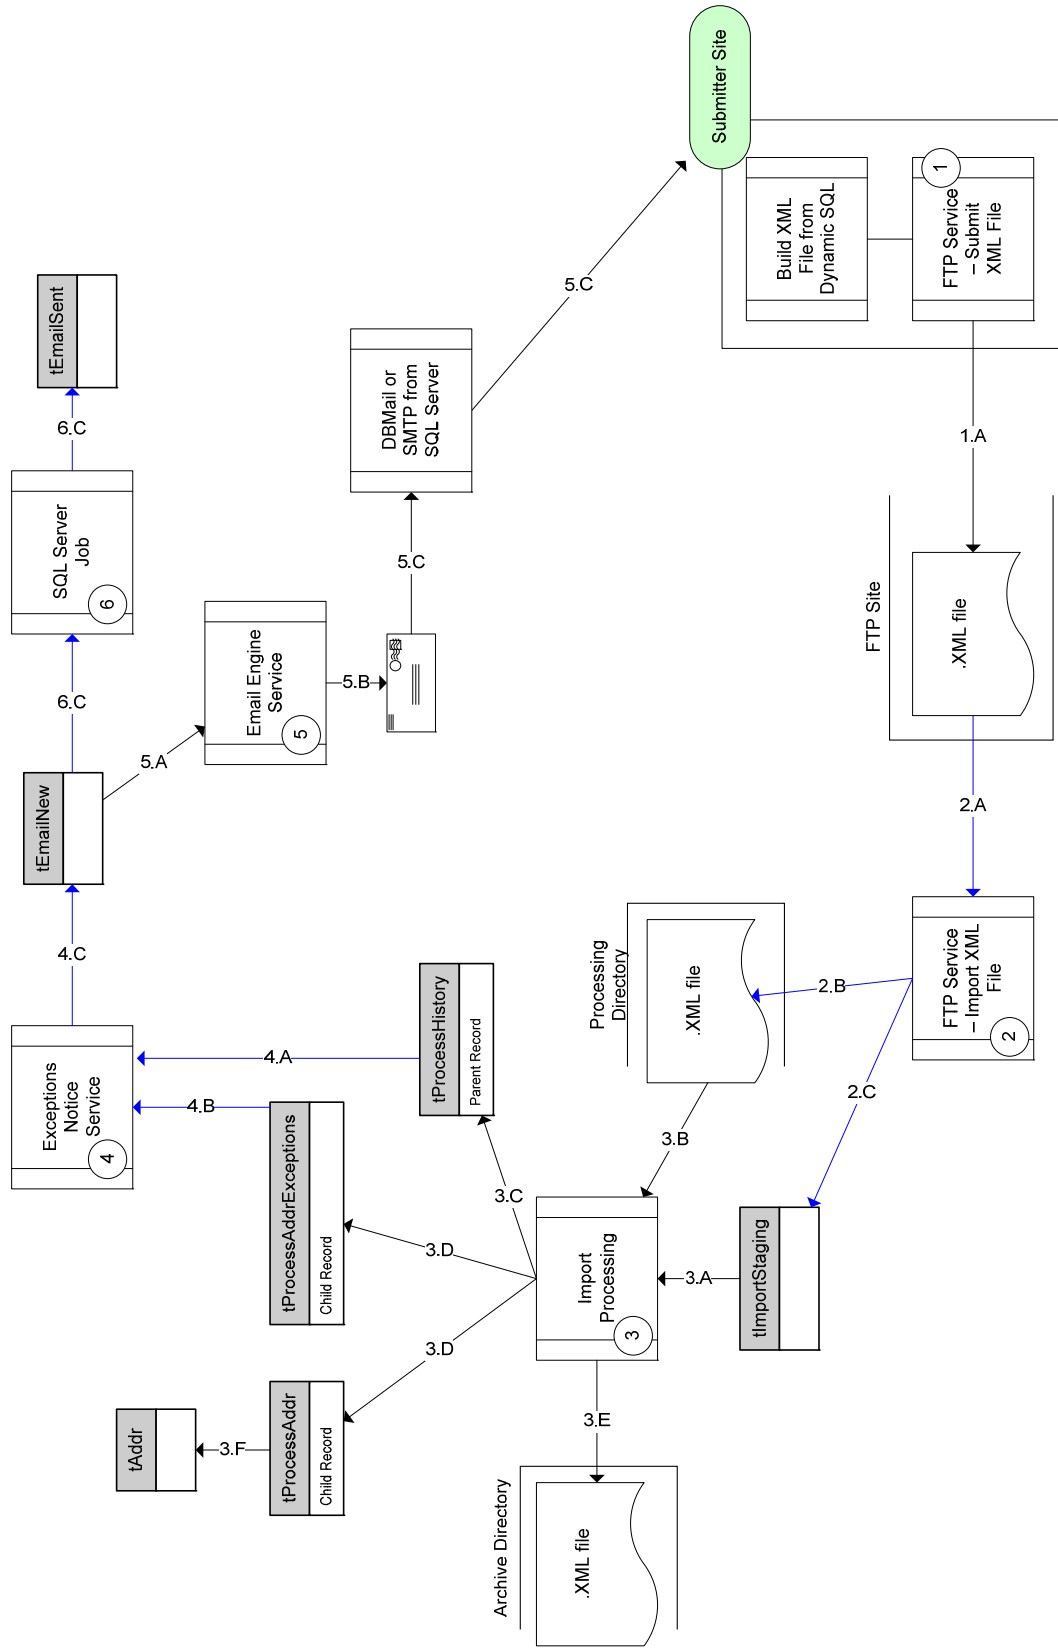 Submitter Site
Build XML
File from
Dynamic SQL
1
FTP Service
– Submit
XML File
1.A
FTP Site
.XML file
2.A
2
FTP Service
– Import XML
File
2.B
2.C
Processing
Directory
.XML file
3.B
tImportStaging
3.A
3
Import
Processing
3.C
3.D
3.D
3.E
Archive Directory
.XML file
tProcessHistory
Parent Record
tProcessAddrExceptions
Child Record
tProcessAddr
Child Record
3.F
tAddr
4.A
4.B
4
Exceptions
Notice
Service
4.C
tEmailNew
5.A
5
Email Engine
Service
5.B
5.C
DBMail or
SMTP from
SQL Server
5.C
6.C
6
SQL Server
Job
6.C
tEmailSent